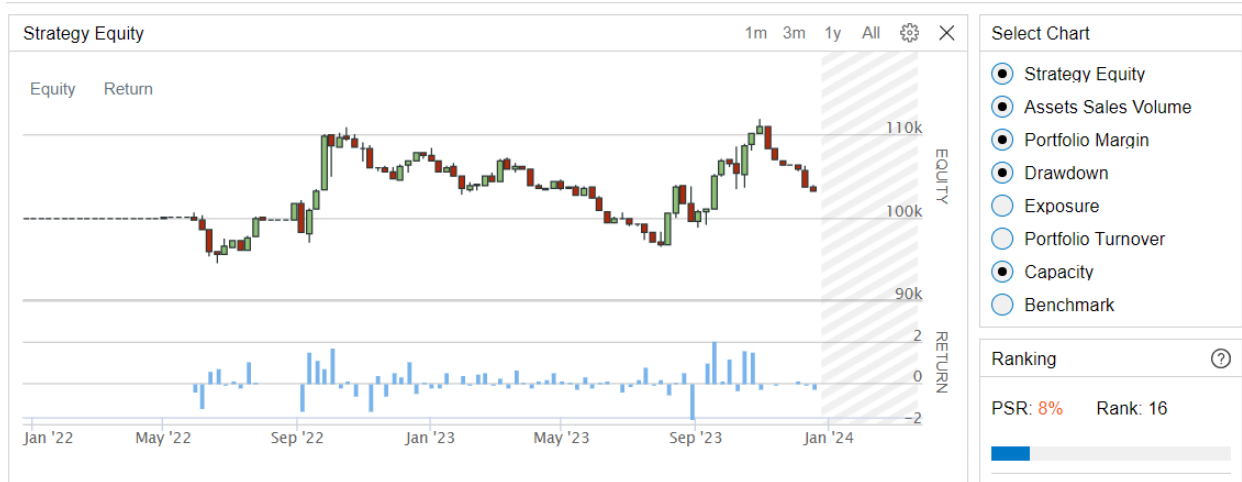 Strategy Equity
1m 3m 1y All
Equity Return
110k
100k
90k
EQUITY
2
0
-2
RETURN
Jan '22 May '22 Sep '22 Jan '23 May '23 Sep '23 Jan '24
Select Chart
Strategy Equity
Assets Sales Volume
Portfolio Margin
Drawdown
Exposure
Portfolio Turnover
Capacity
Benchmark
Ranking ?
PSR: 8% Rank: 16